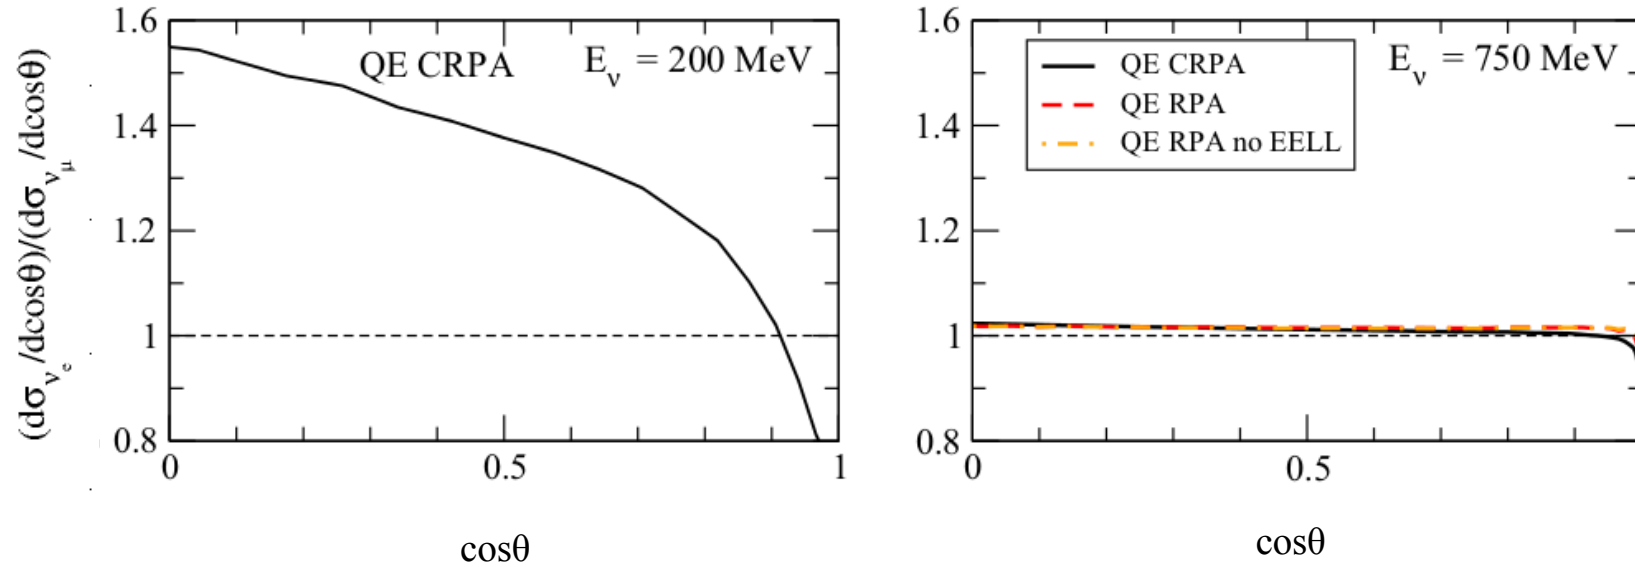 (dσνe/dcosθ)/(dσνμ/dcosθ)
1.6
1.4
1.2
1
0.8
0
0.5
1
QE CRPA
Eν = 200 MeV
cosθ
1.6
1.4
1.2
1
0.8
0
0.5
QE CRPA
QE RPA
QE RPA no EELL
Eν = 750 MeV
cosθ